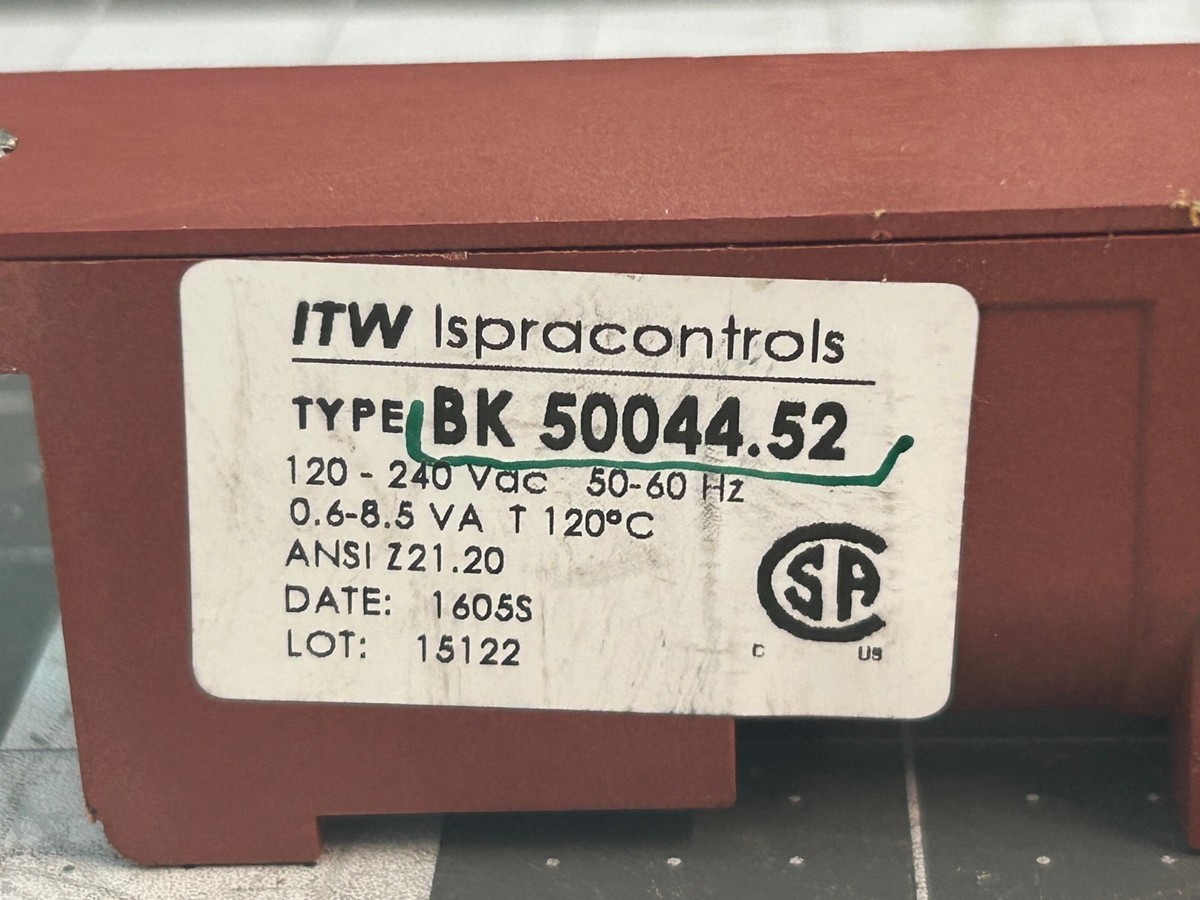 ITW Ispracontrols
TYPE BK 50044.52
120 - 240 Vac 50-60 Hz
0.6-8.5 VA T 120°C
ANSI Z21.20
DATE: 1605S
LOT: 15122
CSA
C US